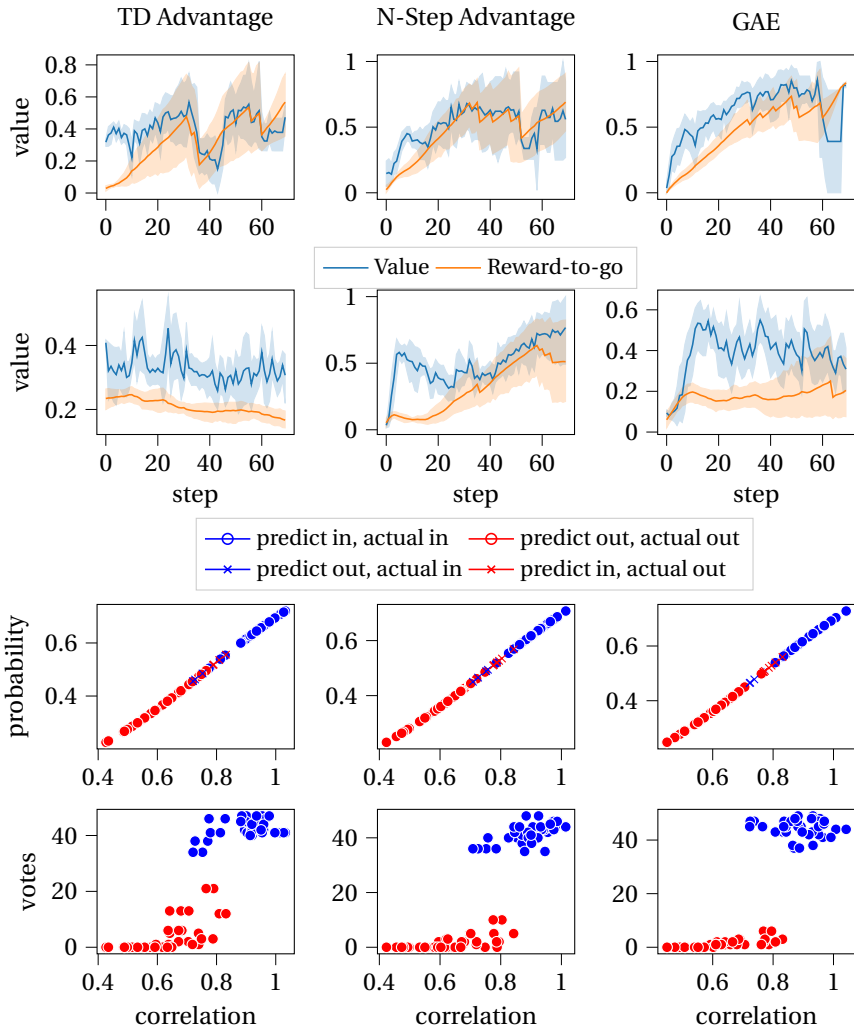 TD Advantage N-Step Advantage GAE
0.8 1 1
0.6
0.4 0.5 0.5
0.2
0 0 0
value
0 20 40 60 0 20 40 60 0 20 40 60
Value Reward-to-go
1
0.4 0.5 0.6
0.4
0.2 0.2
0 0
value
0 20 40 60 0 20 40 60 0 20 40 60
step step step
predict in, actual in predict out, actual out
predict out, actual in predict in, actual out
0.6 0.6 0.6
0.4 0.4 0.4
probability
0.4 0.6 0.8 1 0.4 0.6 0.8 1 0.6 0.8 1
40 40 40
20 20 20
0 0 0
votes
0.4 0.6 0.8 1 0.4 0.6 0.8 1 0.6 0.8 1
correlation correlation correlation